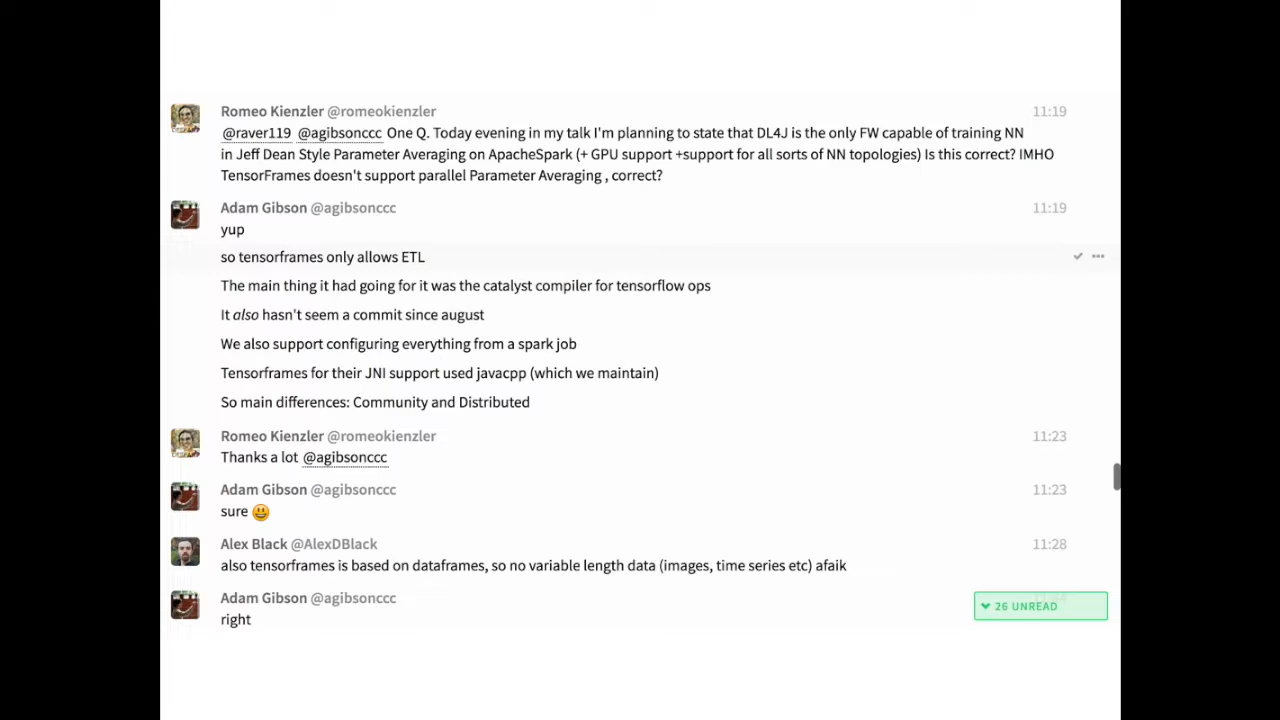 Romeo Kienzler @romeokienzler 11:19
@raver119 @agibsonccc One Q. Today evening in my talk I'm planning to state that DL4J is the only FW capable of training NN
in Jeff Dean Style Parameter Averaging on ApacheSpark (+ GPU support +support for all sorts of NN topologies) Is this correct? IMHO
TensorFrames doesn't support parallel Parameter Averaging , correct?
Adam Gibson @agibsonccc 11:19
yup
so tensorframes only allows ETL
The main thing it had going for it was the catalyst compiler for tensorflow ops
It also hasn't seem a commit since august
We also support configuring everything from a spark job
Tensorframes for their JNI support used javacpp (which we maintain)
So main differences: Community and Distributed
Romeo Kienzler @romeokienzler 11:23
Thanks a lot @agibsonccc
Adam Gibson @agibsonccc 11:23
sure
Alex Black @AlexDBlack 11:28
also tensorframes is based on dataframes, so no variable length data (images, time series etc) afaik
Adam Gibson @agibsonccc
26 UNREAD
right